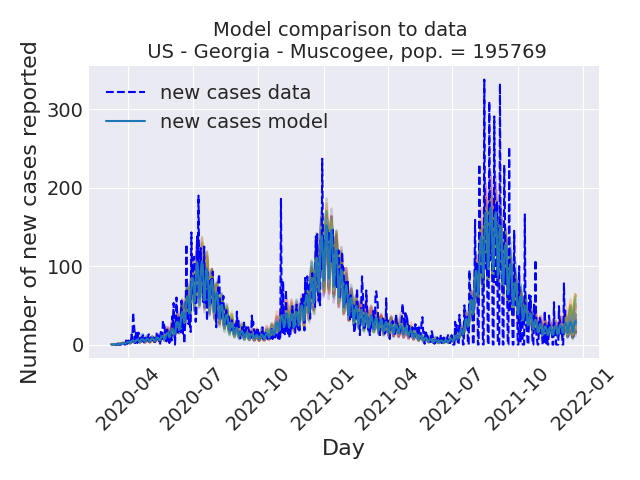 Model comparison to data
US - Georgia - Muscogee, pop. = 195769
Number of new cases reported
300
200
100
0
new cases data
new cases model
2020-04
2020-07
2020-10
2021-01
2021-04
2021-07
2021-10
2022-01
Day